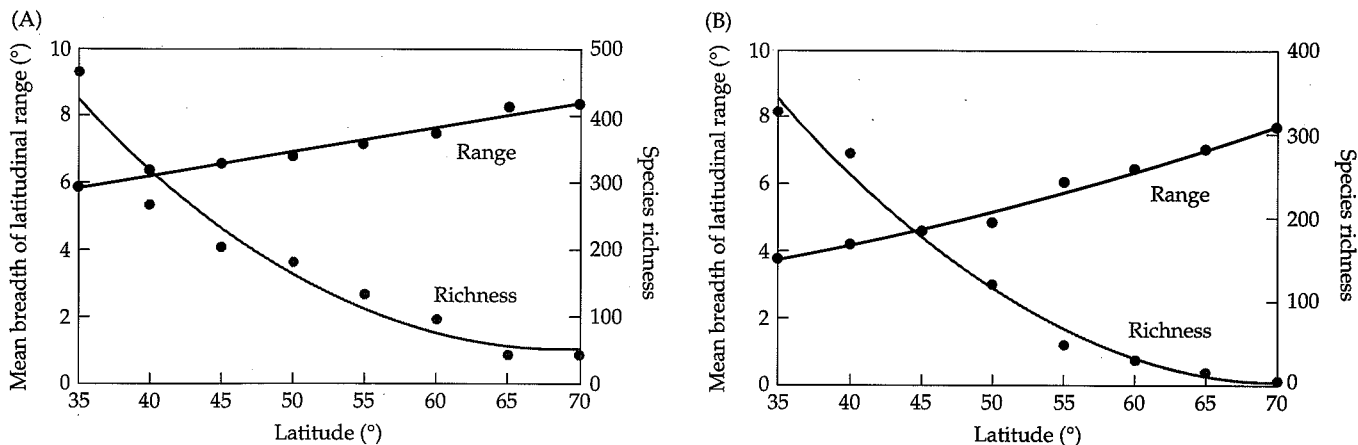 (A)
Mean breadth of latitudinal range (°)
10
8
6
4
2
0
500
400
300
200
100
0
Species richness
Range
Richness
35 40 45 50 55 60 65 70
Latitude (°)
(B)
Mean breadth of latitudinal range (°)
10
8
6
4
2
0
400
300
200
100
0
Species richness
Range
Richness
35 40 45 50 55 60 65 70
Latitude (°)